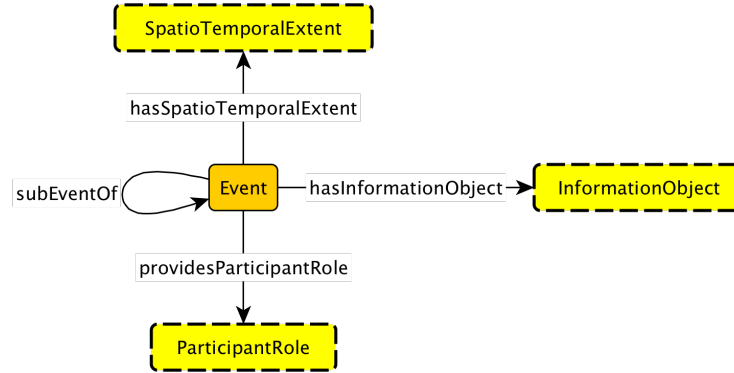 SpatioTemporalExtent
hasSpatioTemporalExtent
subEventOf
Event
hasInformationObject
InformationObject
providesParticipantRole
ParticipantRole